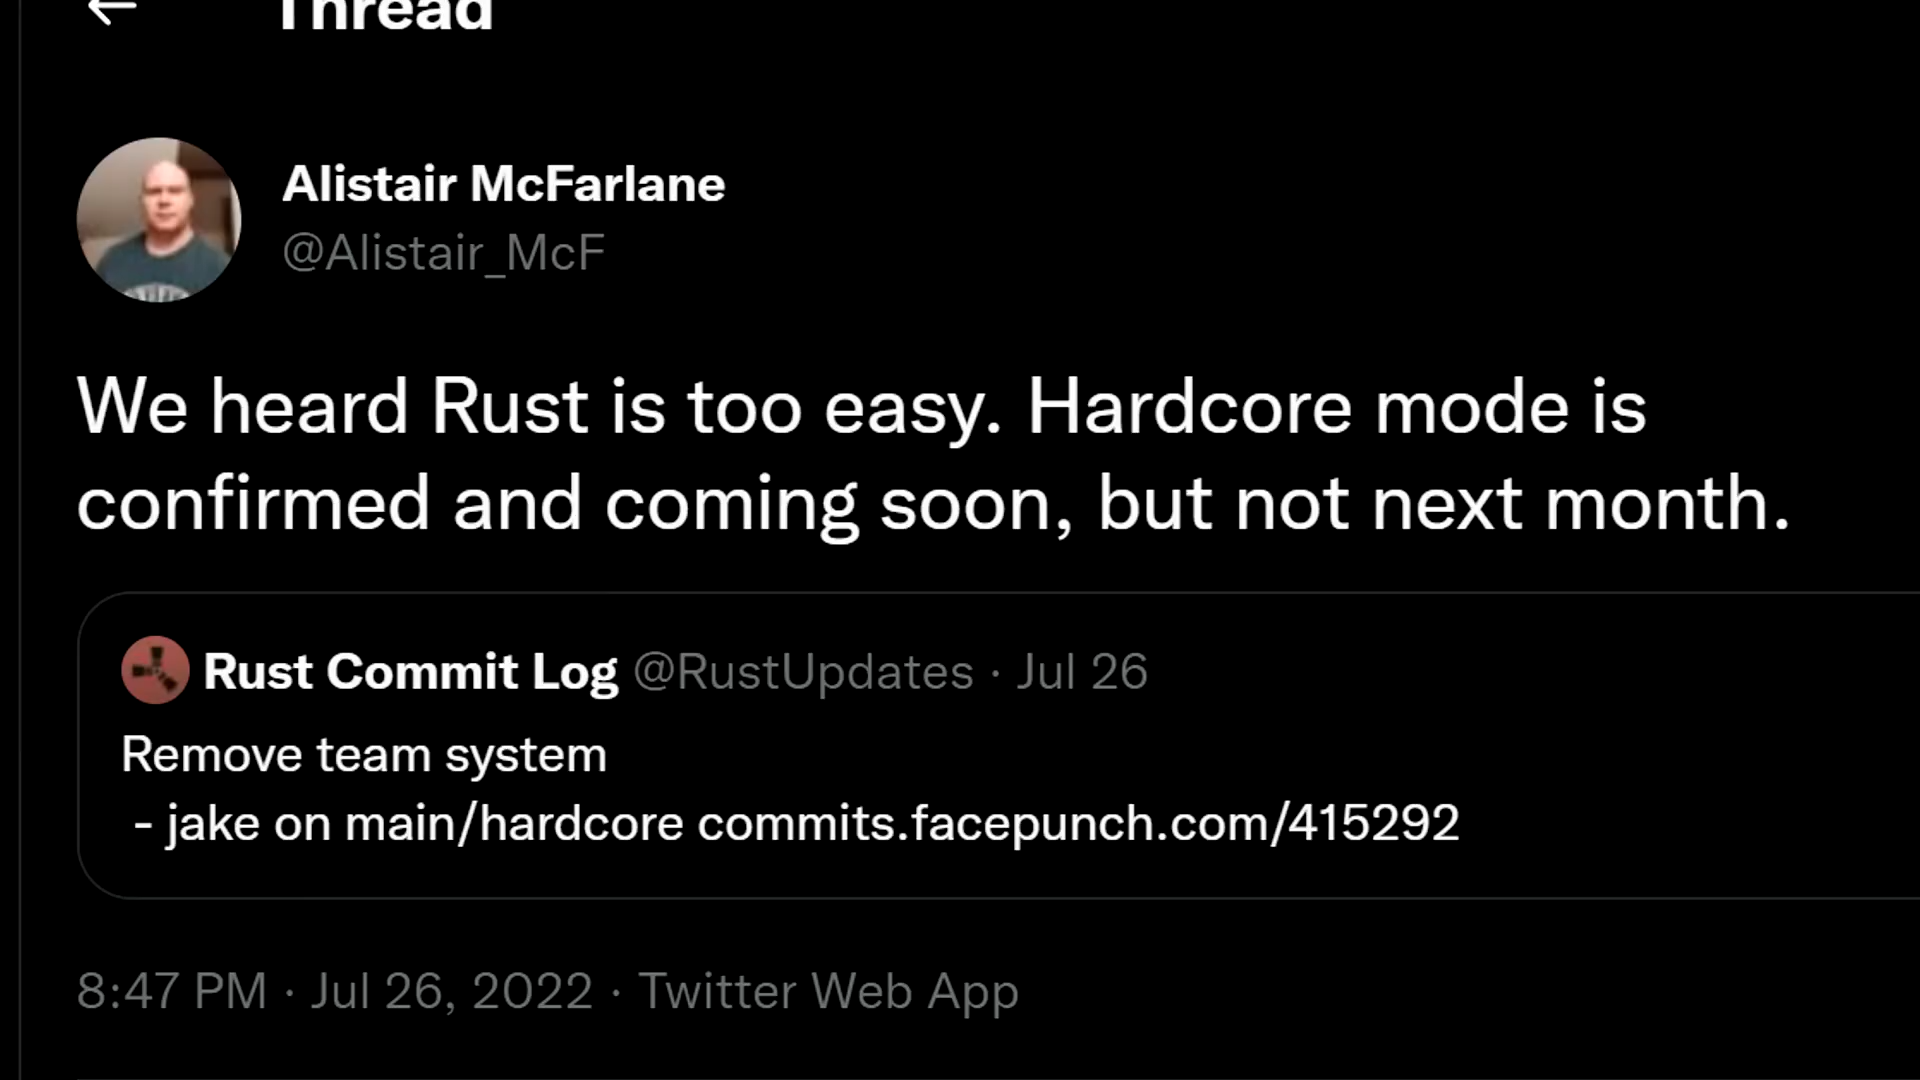 Thread
Alistair McFarlane
@Alistair_McF
We heard Rust is too easy. Hardcore mode is
confirmed and coming soon, but not next month.
Rust Commit Log @RustUpdates · Jul 26
Remove team system
- jake on main/hardcore commits.facepunch.com/415292
8:47 PM · Jul 26, 2022 · Twitter Web App